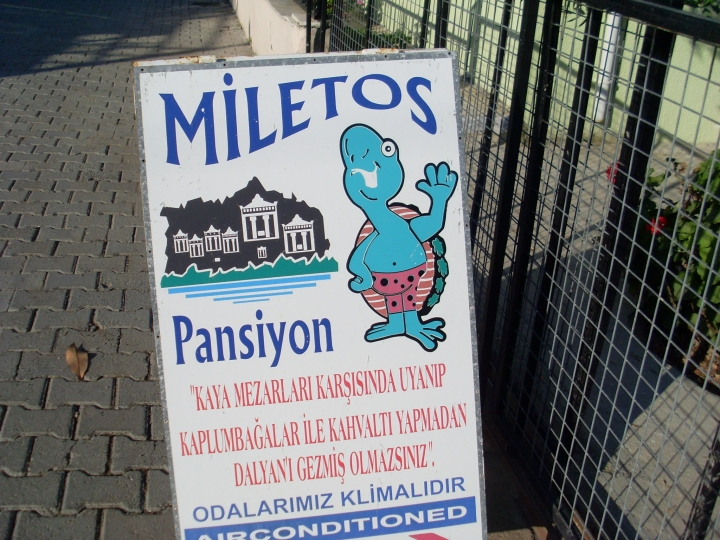 MİLETOS
Pansiyon
"KAYA MEZARLARI KARŞISINDA UYANIP
KAPLUMBAĞALAR İLE KAHVALTI YAPMADAN
DALYAN'I GEZMİŞ OLMAZSINIZ".
ODALARIMIZ KLİMALIDIR
AIRCONDITIONED